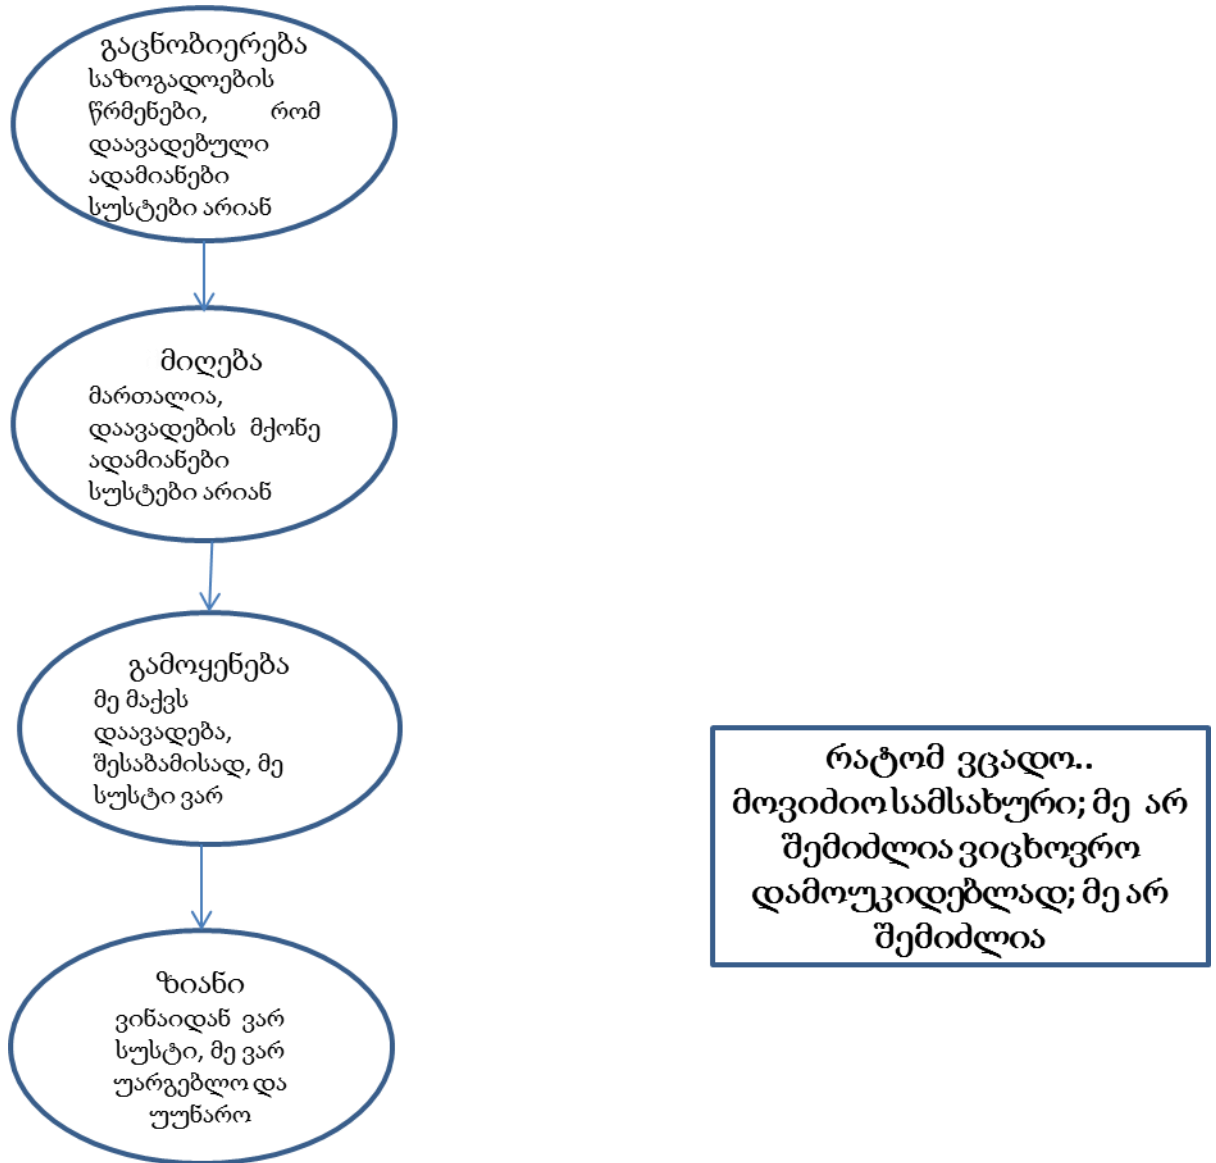 გაცნობიერება
საზოგადოების
წრმენები, რომ
დაავადებული
ადამიანები
სუსტები არიან
მიღება
მართალია,
დაავადების მქონე
ადამიანები
სუსტები არიან
გამოყენება
მე მაქვს
დაავადება,
შესაბამისად, მე
სუსტი ვარ
რატომ ვცადო..
მოვიძიო სამსახური; მე არ
შემიძლია ვიცხოვრო
დამოუკიდებლად; მე არ
შემიძლია
ზიანი
ვინაიდან ვარ
სუსტი, მე ვარ
უარგებლო და
უუნარო